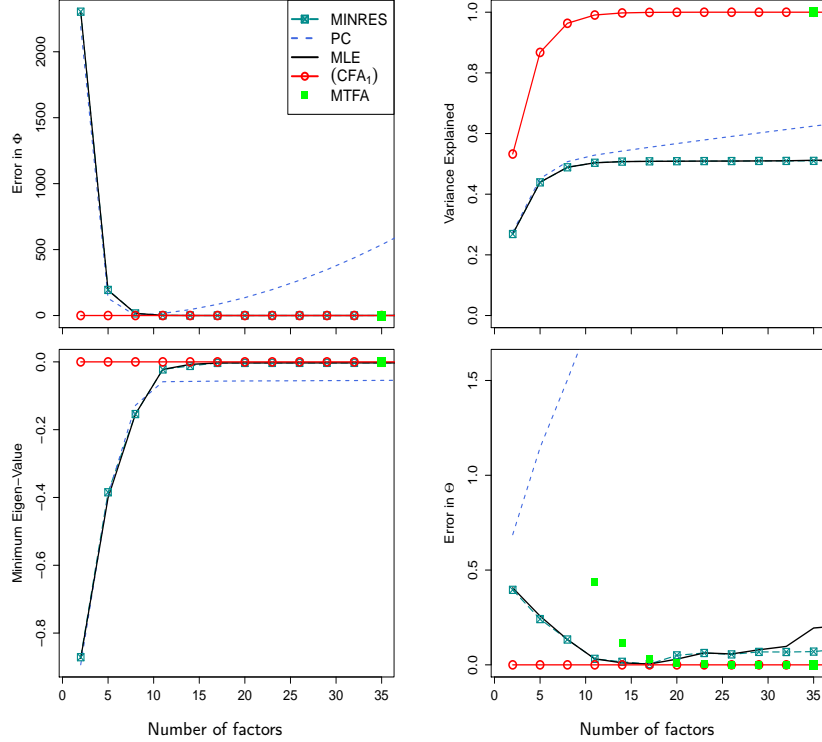 Error in Φ
0 500 1000 1500 2000
MINRES
PC
MLE
(CFA₁)
MTFA
Variance Explained
0.0 0.2 0.4 0.6 0.8 1.0
Minimum Eigen−Value
−0.8 −0.6 −0.4 −0.2 0.0
0 5 10 15 20 25 30 35
Number of factors
Error in Θ
0.0 0.5 1.0 1.5
0 5 10 15 20 25 30 35
Number of factors